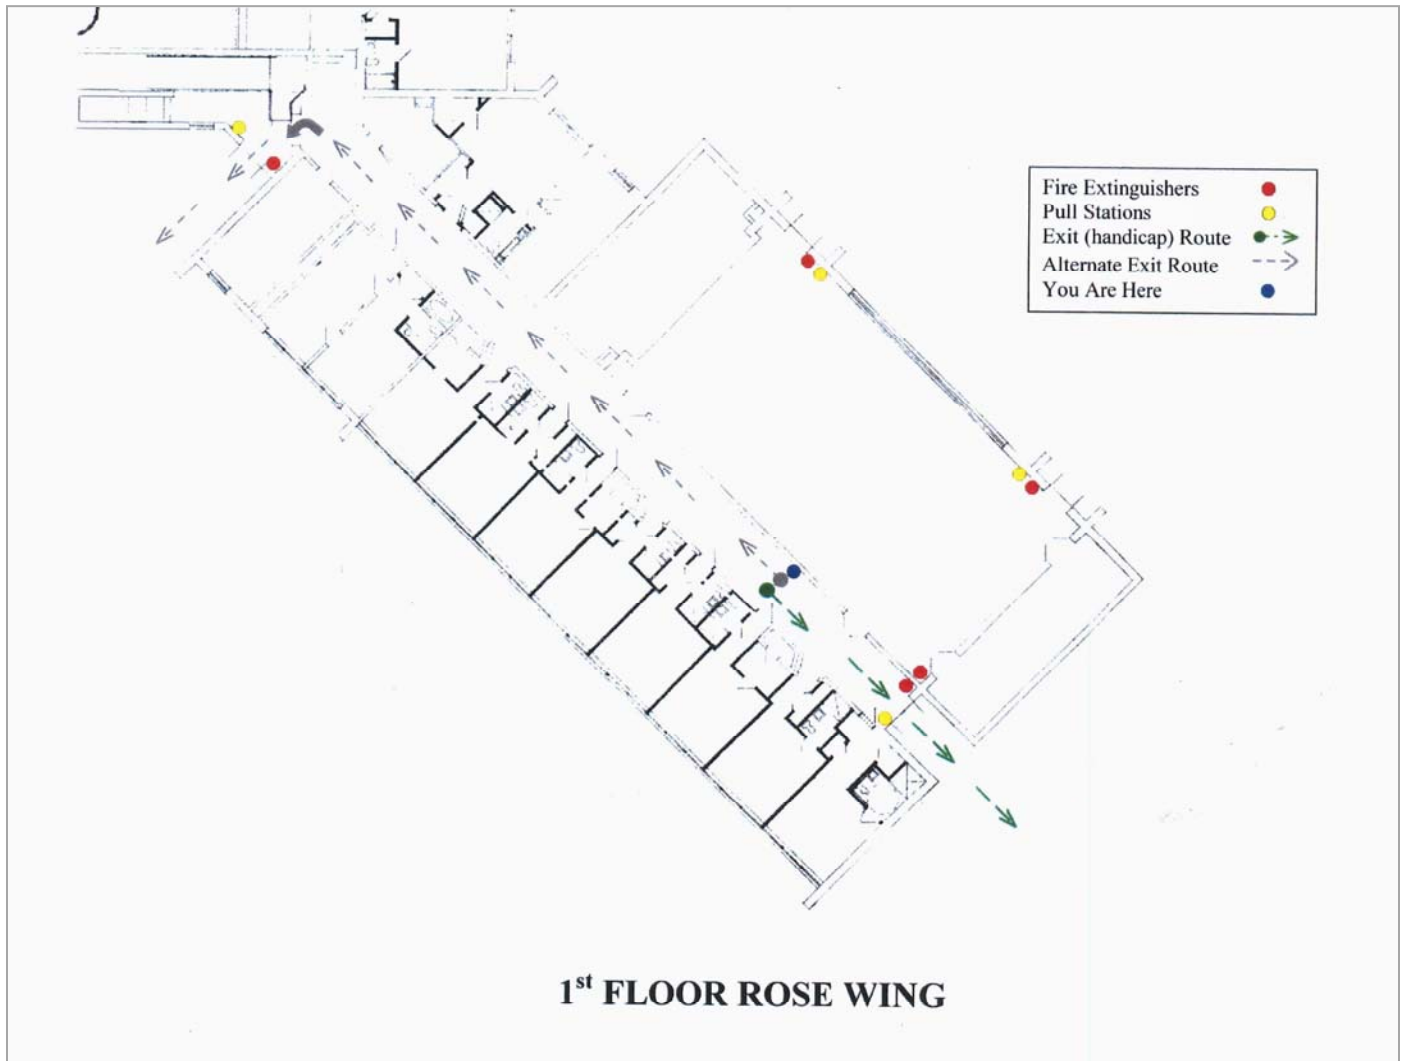 Fire Extinguishers
Pull Stations
Exit (handicap) Route
Alternate Exit Route
You Are Here
1st FLOOR ROSE WING